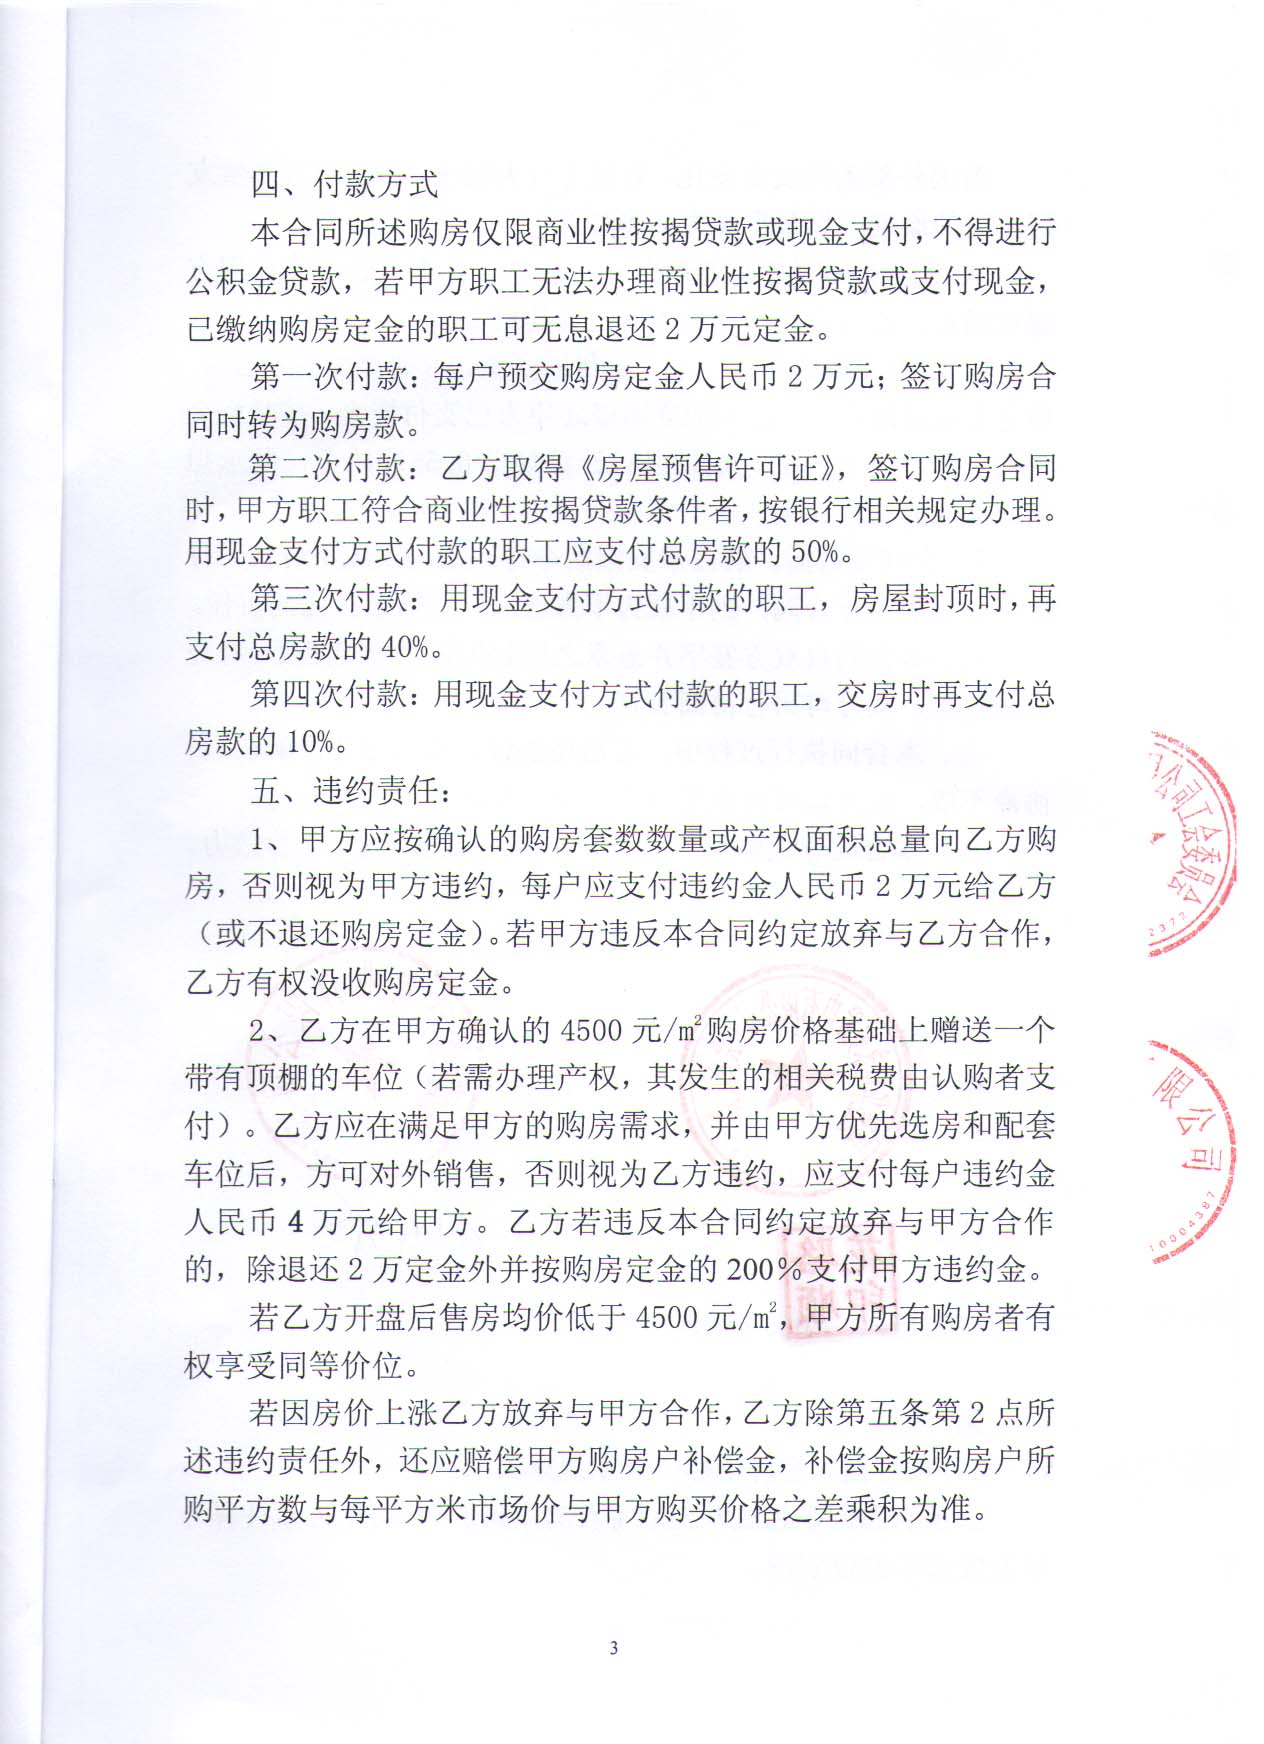 四、付款方式
本合同所述购房仅限商业性按揭贷款或现金支付，不得进行
公积金贷款，若甲方职工无法办理商业性按揭贷款或支付现金，
已缴纳购房定金的职工可无息退还2万元定金。
第一次付款：每户预交购房定金人民币2万元；签订购房合
同时转为购房款。
第二次付款：乙方取得《房屋预售许可证》，签订购房合同
时，甲方职工符合商业性按揭贷款条件者，按银行相关规定办理。
用现金支付方式付款的职工应支付总房款的50%。
第三次付款：用现金支付方式付款的职工，房屋封顶时，再
支付总房款的40%。
第四次付款：用现金支付方式付款的职工，交房时再支付总
房款的10%。
五、违约责任：
1、甲方应按确认的购房套数数量或产权面积总量向乙方购
房，否则视为甲方违约，每户应支付违约金人民币2万元给乙方
（或不退还购房定金）。若甲方违反本合同约定放弃与乙方合作，
乙方有权没收购房定金。
2、乙方在甲方确认的4500元/m²购房价格基础上赠送一个
带有顶棚的车位（若需办理产权，其发生的相关税费由认购者支
付）。乙方应在满足甲方的购房需求，并由甲方优先选房和配套
车位后，方可对外销售，否则视为乙方违约，应支付每户违约金
人民币4万元给甲方。乙方若违反本合同约定放弃与甲方合作
的，除退还2万定金外并按购房定金的200%支付甲方违约金。
若乙方开盘后售房均价低于4500元/m²，甲方所有购房者有
权享受同等价位。
若因房价上涨乙方放弃与甲方合作，乙方除第五条第2点所
述违约责任外，还应赔偿甲方购房户补偿金，补偿金按购房户所
购平方数与每平方米市场价与甲方购买价格之差乘积为准。
3
公司工会委员会
2372
限公司
10004387